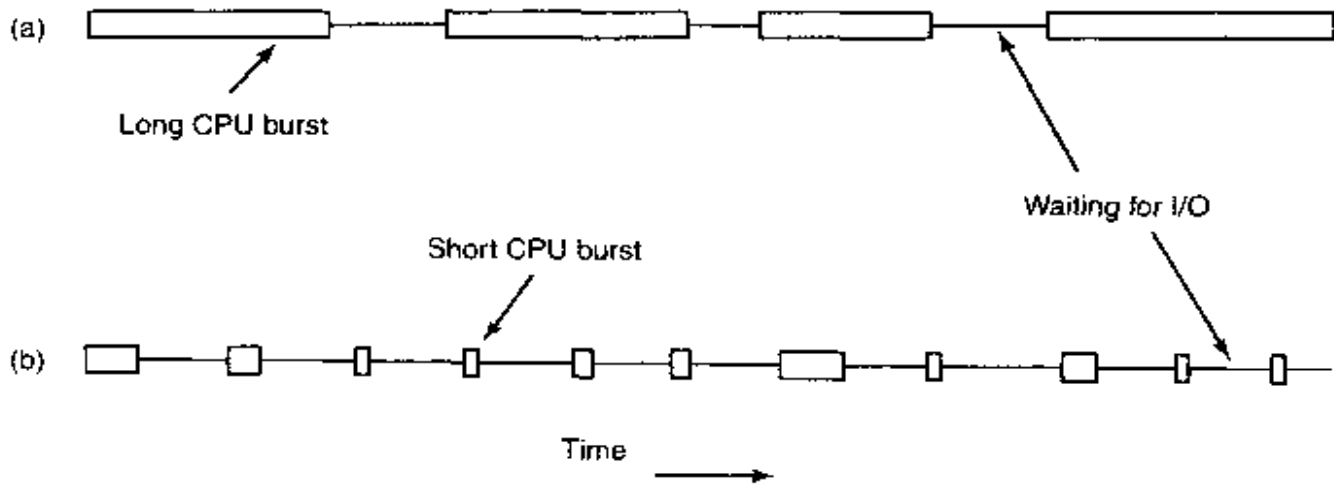 (a)
Long CPU burst
Waiting for I/O
Short CPU burst
(b)
Time